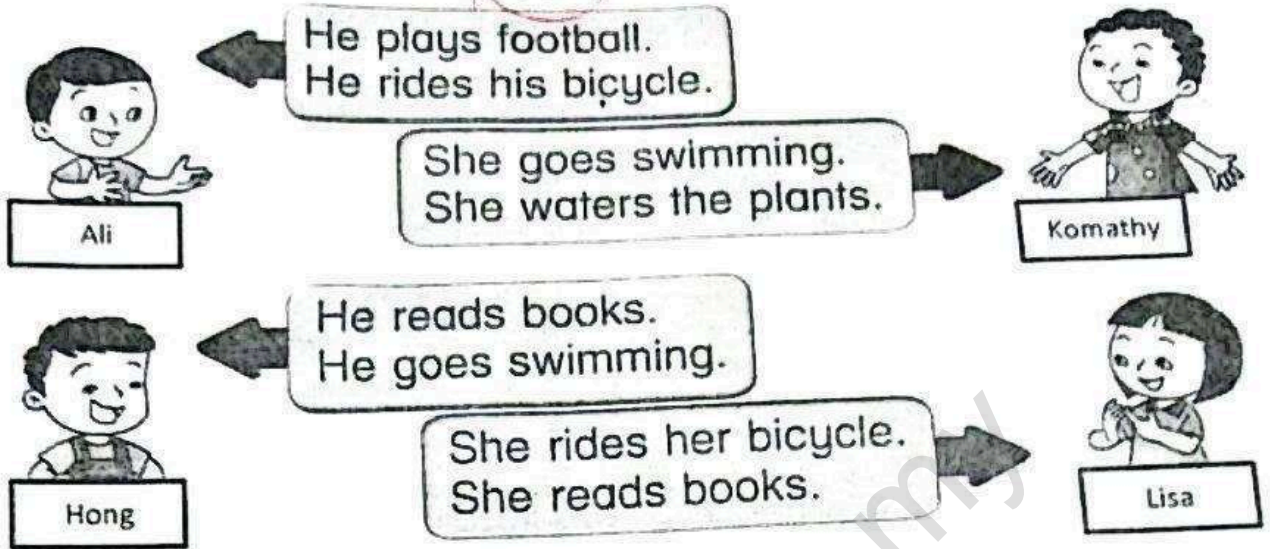 He plays football.
He rides his bicycle.
Ali
She goes swimming.
She waters the plants.
Komathy
He reads books.
He goes swimming.
Hong
She rides her bicycle.
She reads books.
Lisa
my